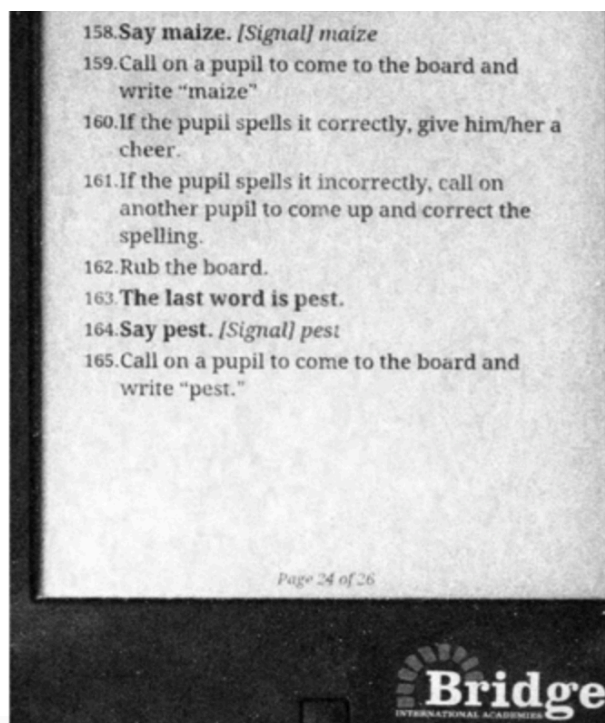 158.Say maize. [Signal] maize
159.Call on a pupil to come to the board and
write “maize”
160.If the pupil spells it correctly, give him/her a
cheer.
161.If the pupil spells it incorrectly, call on
another pupil to come up and correct the
spelling.
162.Rub the board.
163.The last word is pest.
164.Say pest. [Signal] pest
165.Call on a pupil to come to the board and
write “pest.”
Page 24 of 26
Bridge
INTERNATIONAL ACADEMIES